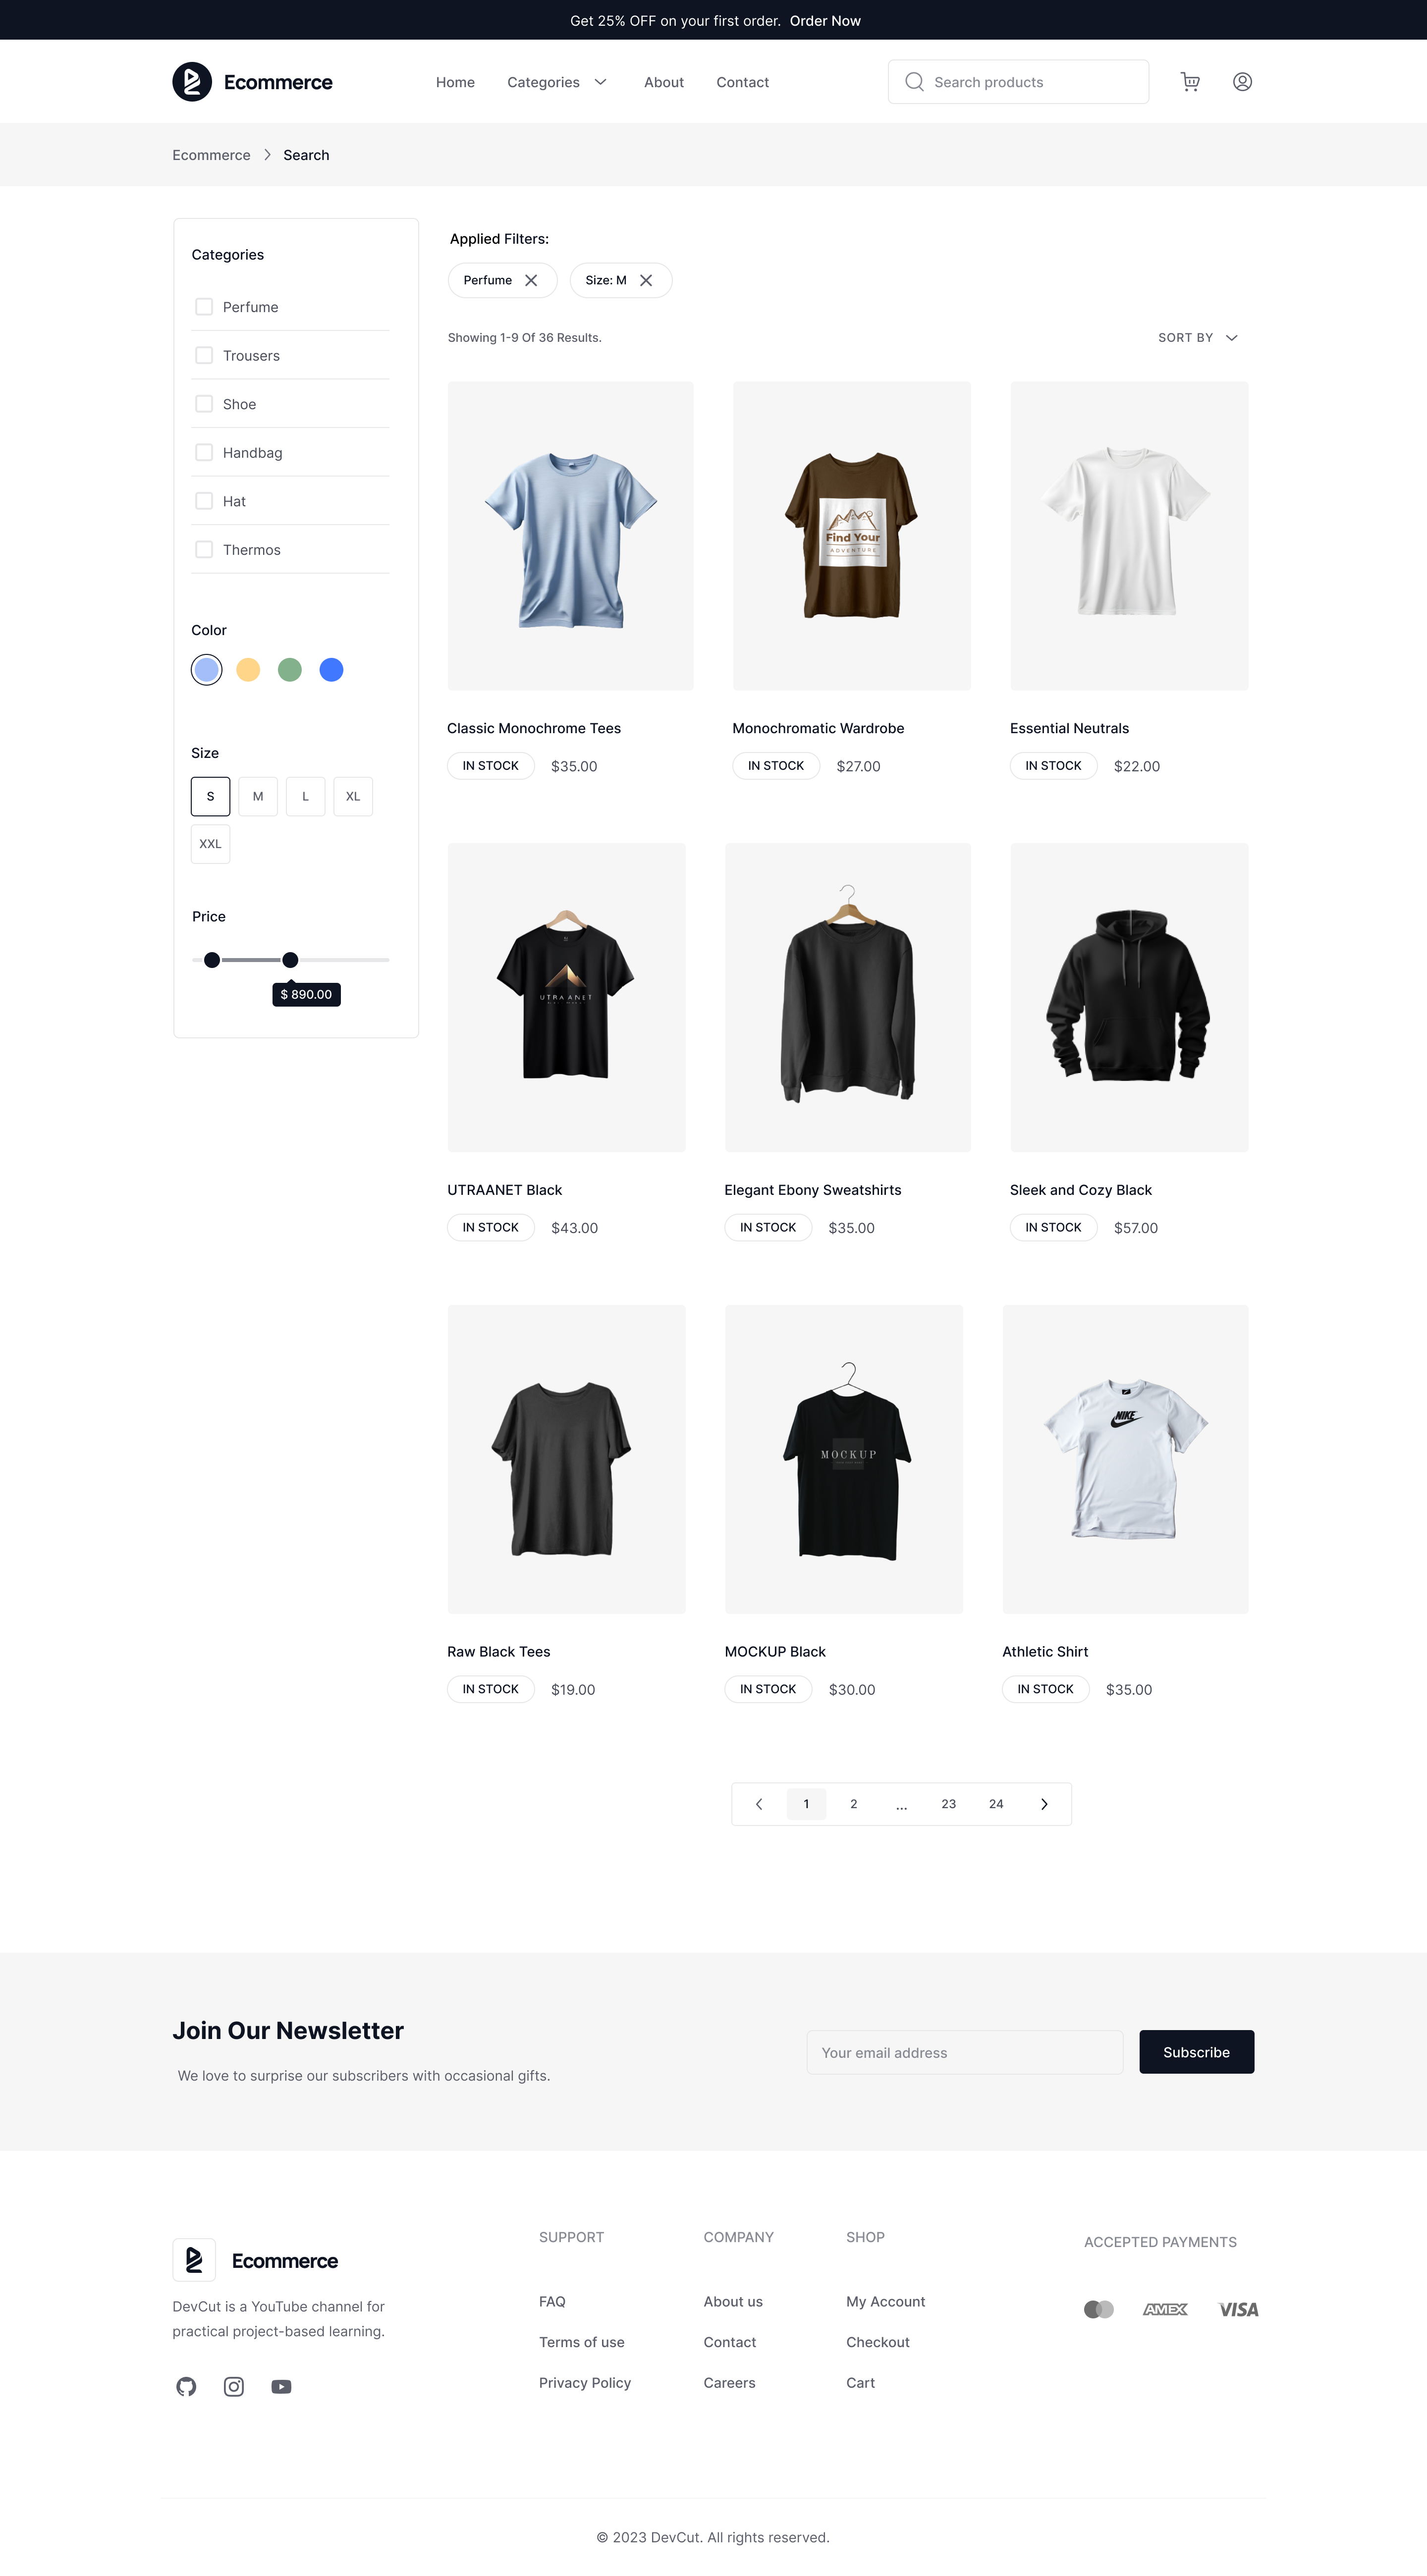 Get 25% OFF on your first order. Order Now
Ecommerce
Home Categories About Contact
Search products
Ecommerce Search
Categories
Perfume
Trousers
Shoe
Handbag
Hat
Thermos
Color
Size
S M L XL
XXL
Price
$ 890.00
Applied Filters:
Perfume Size: M
Showing 1-9 Of 36 Results. SORT BY
Find Your
ADVENTURE
Classic Monochrome Tees
IN STOCK $35.00
Monochromatic Wardrobe
IN STOCK $27.00
Essential Neutrals
IN STOCK $22.00
UTRAANET
UTRAANET Black
IN STOCK $43.00
Elegant Ebony Sweatshirts
IN STOCK $35.00
Sleek and Cozy Black
IN STOCK $57.00
MOCKUP
NIKE
Raw Black Tees
IN STOCK $19.00
MOCKUP Black
IN STOCK $30.00
Athletic Shirt
IN STOCK $35.00
1 2 ... 23 24
Join Our Newsletter
We love to surprise our subscribers with occasional gifts.
Your email address Subscribe
Ecommerce
DevCut is a YouTube channel for
practical project-based learning.
SUPPORT
FAQ
Terms of use
Privacy Policy
COMPANY
About us
Contact
Careers
SHOP
My Account
Checkout
Cart
ACCEPTED PAYMENTS
AMEX VISA
© 2023 DevCut. All rights reserved.